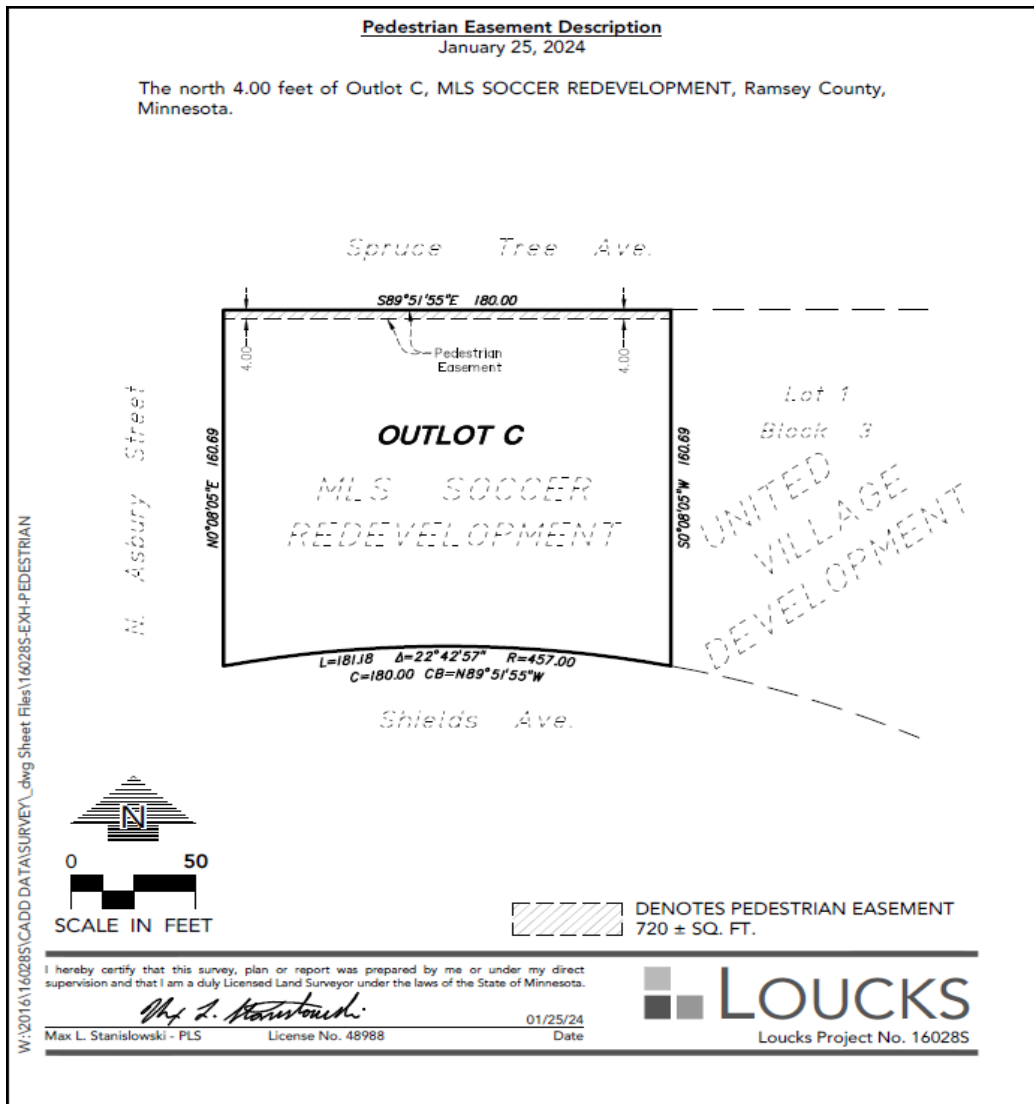 Pedestrian Easement Description
January 25, 2024
The north 4.00 feet of Outlot C, MLS SOCCER REDEVELOPMENT, Ramsey County,
Minnesota.
Spruce Tree Ave.
S89°51'55"E 180.00
4.00
4.00
Pedestrian
Easement
N. Asbury Street
N0°08'05"E 160.69
OUTLOT C
MLS SOCCER
REDEVELOPMENT
S0°08'05"W 160.69
Lot 1
Block 3
UNITED
VILLAGE
DEVELOPMENT
L=181.18 Δ=22°42'57" R=457.00
C=180.00 CB=N89°51'55"W
Shields Ave.
W:\2016\16028S\CADD DATA\SURVEY\_dwg Sheet Files\16028S-EXH-PEDESTRIAN
N
0 50
SCALE IN FEET
DENOTES PEDESTRIAN EASEMENT
720 ± SQ. FT.
I hereby certify that this survey, plan or report was prepared by me or under my direct
supervision and that I am a duly Licensed Land Surveyor under the laws of the State of Minnesota.
Max L. Stanislowski
01/25/24
Max L. Stanislowski - PLS License No. 48988 Date
LOUCKS
Loucks Project No. 16028S